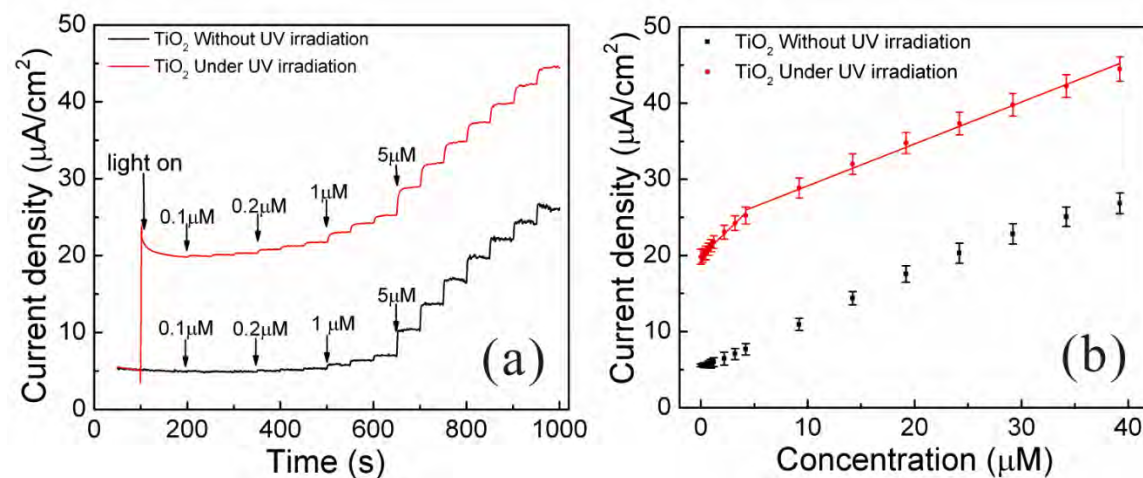 TiO₂ Without UV irradiation
TiO₂ Under UV irradiation
light on
0.1μM
0.2μM
1μM
5μM
0.1μM
0.2μM
1 μM
5μM
(a)
Current density (μA/cm²)
0
10
20
30
40
50
0 200 400 600 800 1000
Time (s)
TiO₂ Without UV irradiation
TiO₂ Under UV irradiation
(b)
Current density (μA/cm²)
0
10
20
30
40
50
0 10 20 30 40
Concentration (μM)